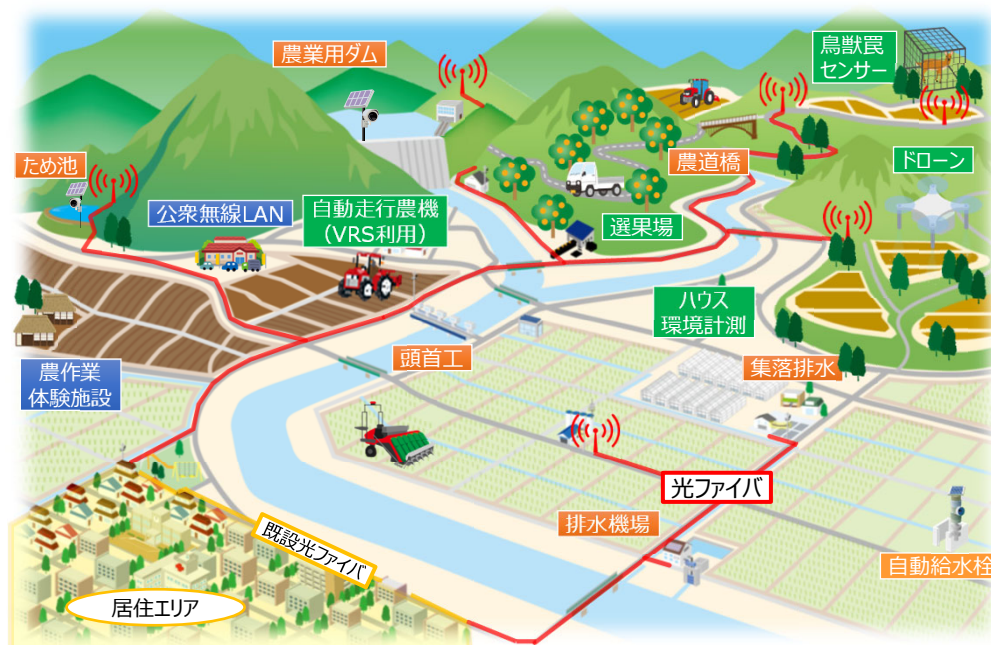 農業用ダム
鳥獣罠
センサー
ため池
農道橋
ドローン
公衆無線LAN
自動走行農機
（VRS利用）
選果場
ハウス
環境計測
頭首工
集落排水
農作業
体験施設
光ファイバ
排水機場
既設光ファイバ
自動給水栓
居住エリア